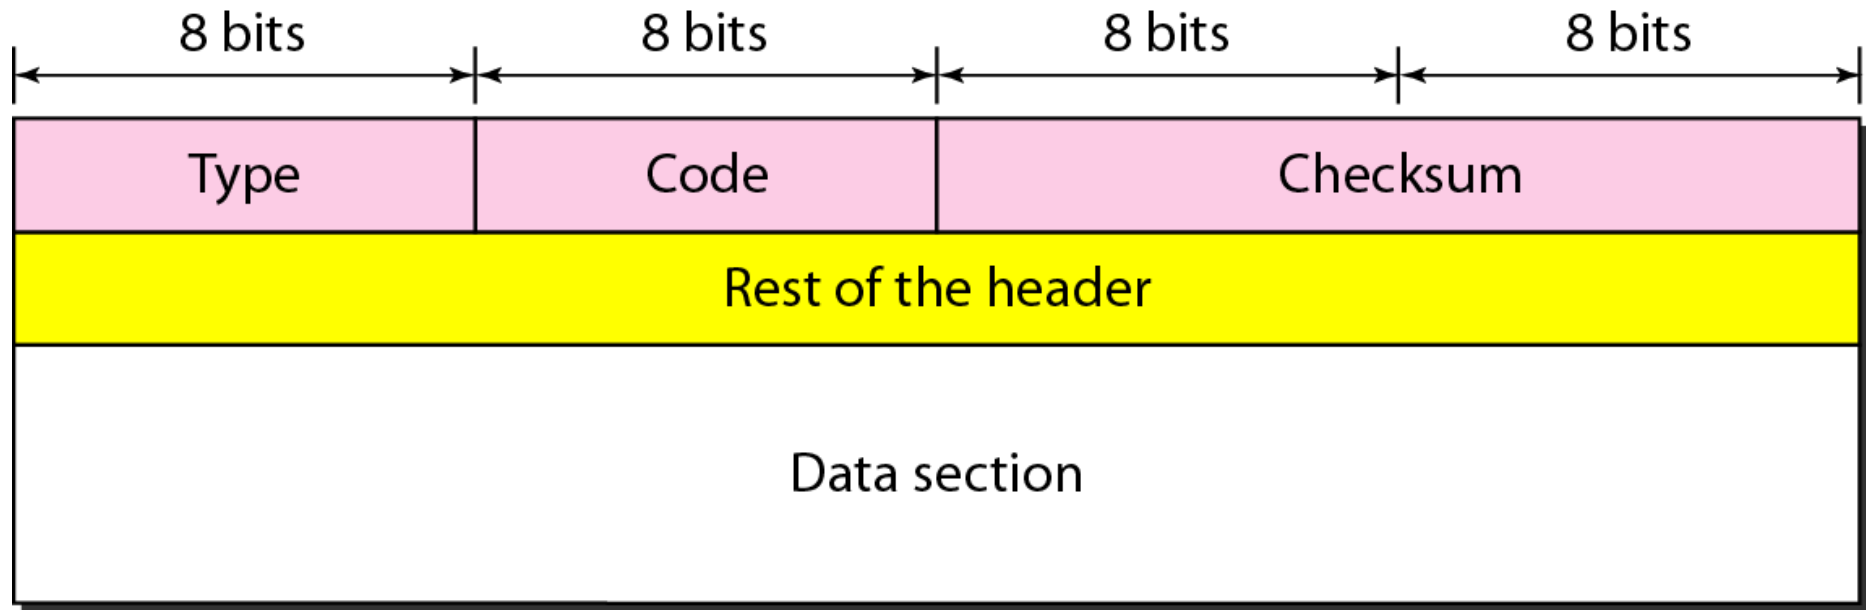 8 bits 8 bits 8 bits 8 bits
Type Code Checksum
Rest of the header
Data section